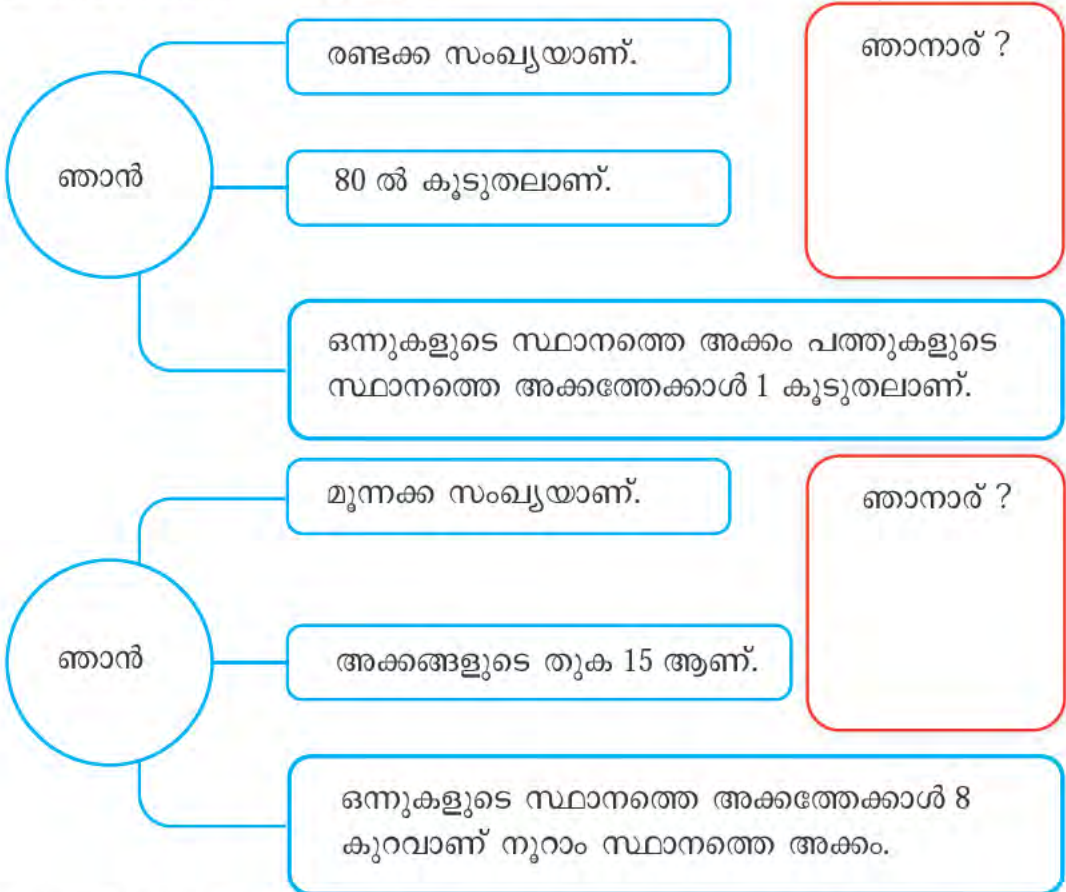 രണ്ടക്ക സംഖ്യയാണ്.
ഞാനാര് ?
ഞാൻ
80 ൽ കൂടുതലാണ്.
ഒന്നുകളുടെ സ്ഥാനത്തെ അക്കം പത്തുകളുടെ
സ്ഥാനത്തെ അക്കത്തേക്കാൾ 1 കൂടുതലാണ്.
മൂന്നക്ക സംഖ്യയാണ്.
ഞാനാര് ?
ഞാൻ
അക്കങ്ങളുടെ തുക 15 ആണ്.
ഒന്നുകളുടെ സ്ഥാനത്തെ അക്കത്തേക്കാൾ 8
കുറവാണ് നൂറാം സ്ഥാനത്തെ അക്കം.